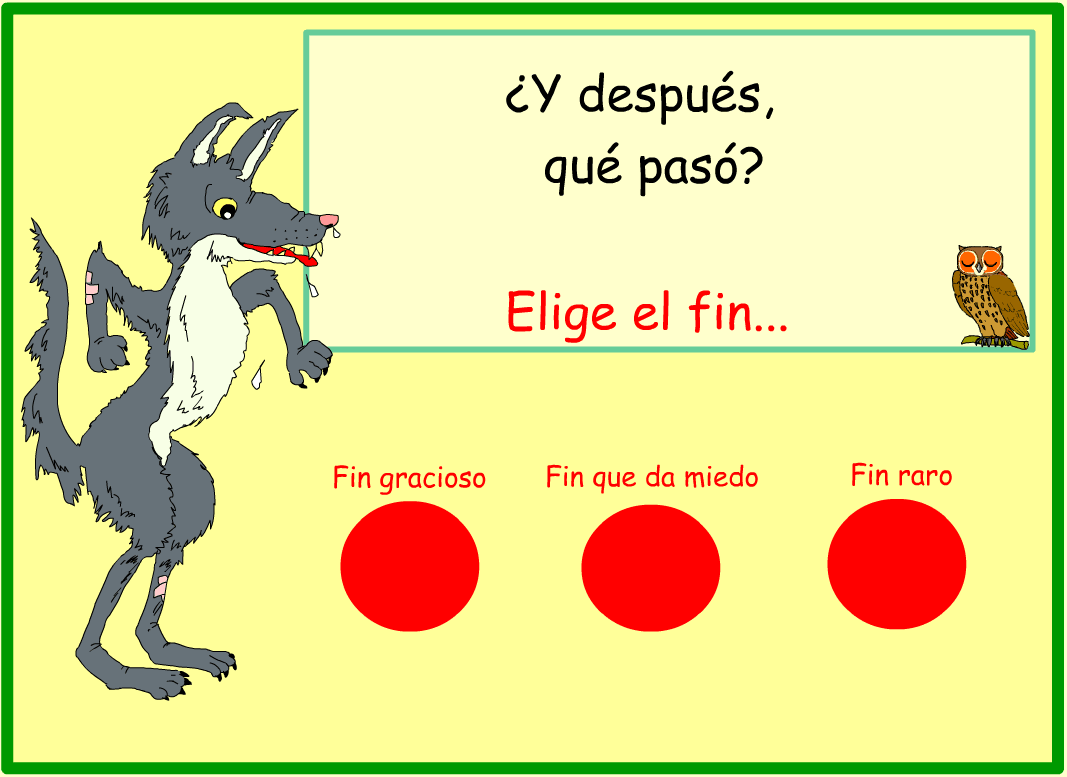 ¿Y después,
qué pasó?
Elige el fin...
Fin gracioso
Fin que da miedo
Fin raro